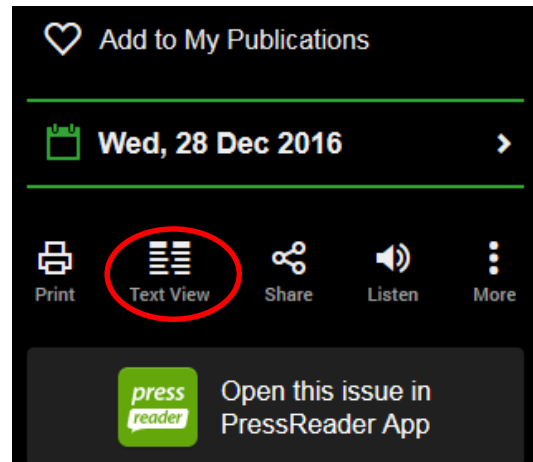 Add to My Publications
Wed, 28 Dec 2016
Print Text View Share Listen More
press reader
Open this issue in
PressReader App